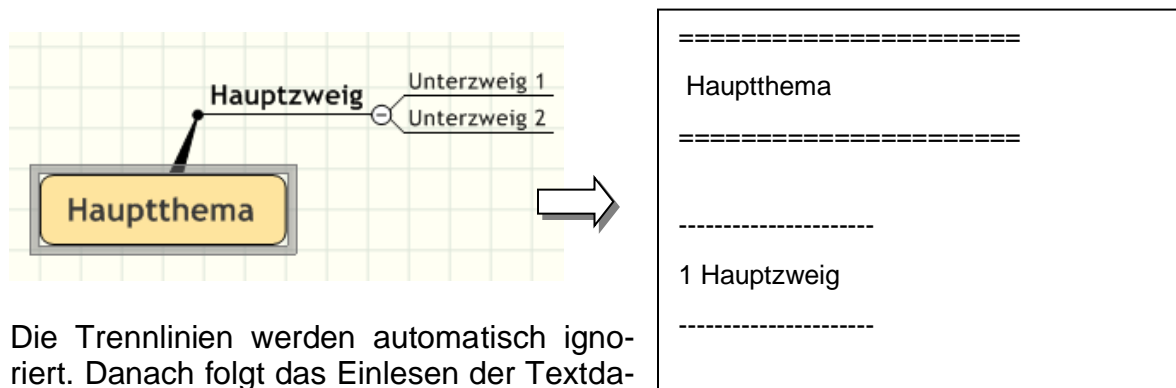 Hauptzweig
Unterzweig 1
Unterzweig 2
Hauptthema
Die Trennlinien werden automatisch igno-
riert. Danach folgt das Einlesen der Textda-
======================
Hauptthema
======================
----------------------
1 Hauptzweig
----------------------